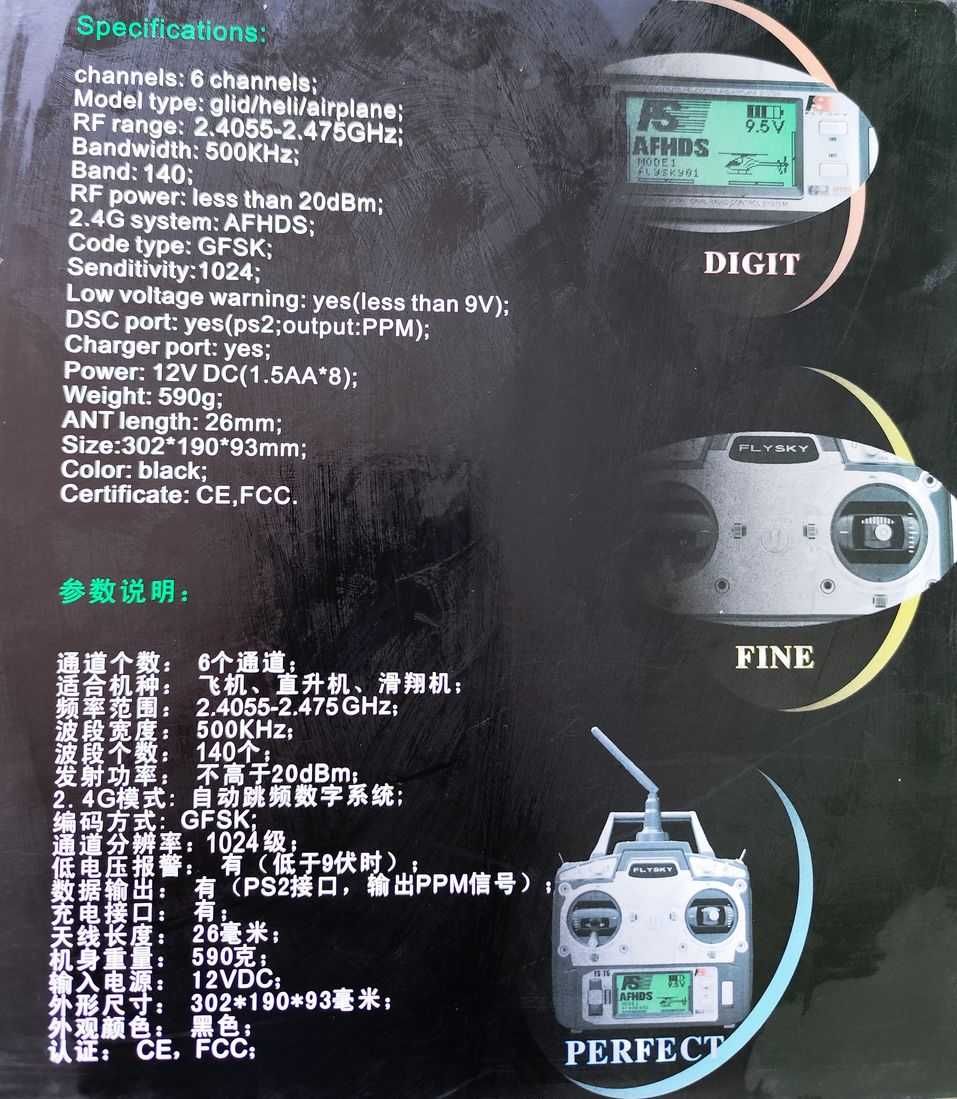 Specifications:
channels: 6 channels;
Model type: glid/heli/airplane;
RF range: 2.4055-2.475GHz;
Bandwidth: 500KHz;
Band: 140;
RF power: less than 20dBm;
2.4G system: AFHDS;
Code type: GFSK;
Senditivity:1024;
Low voltage warning: yes(less than 9V);
DSC port: yes(ps2;output:PPM);
Charger port: yes;
Power: 12V DC(1.5AA*8);
Weight: 590g;
ANT length: 26mm;
Size:302*190*93mm;
Color: black;
Certificate: CE,FCC.
参数说明：
通道个数： 6个通道；
适合机种： 飞机、直升机、滑翔机；
频率范围： 2.4055-2.475GHz；
波段宽度： 500KHz；
波段个数： 140个；
发射功率： 不高于20dBm；
2.4G模式：自动跳频数字系统；
编码方式：GFSK；
通道分辨率：1024级；
低电压报警： 有（低于9伏时）；
数据输出： 有（PS2接口，输出PPM信号）；
充电接口： 有；
天线长度： 26毫米；
机身重量： 590克；
输入电源： 12VDC；
外形尺寸： 302*190*93毫米；
外观颜色： 黑色；
认证： CE，FCC；
FS
9.5V
AFHDS
MODE1
FLYSKY01
FS
DIGIT
FLYSKY
FINE
FLYSKY
FS-T6
FS
9.5V
AFHDS
MODE1
FLYSKY01
PERFECT